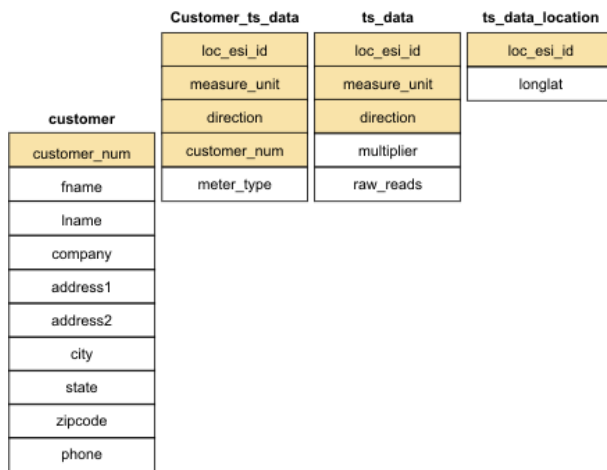 customer
customer_num
fname
lname
company
address1
address2
city
state
zipcode
phone
Customer_ts_data
loc_esi_id
measure_unit
direction
customer_num
meter_type
ts_data
loc_esi_id
measure_unit
direction
multiplier
raw_reads
ts_data_location
loc_esi_id
longlat